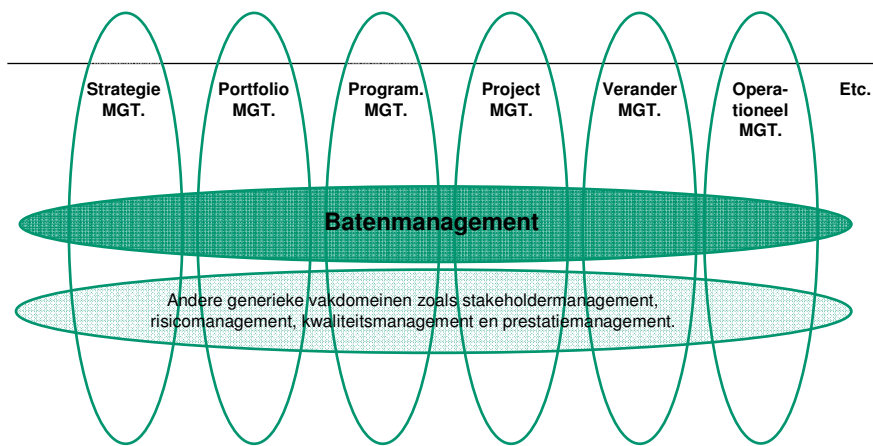 Strategie
MGT.
Portfolio
MGT.
Program.
MGT.
Project
MGT.
Verander
MGT.
Opera-
tioneel
MGT.
Etc.
Batenmanagement
Andere generieke vakdomeinen zoals stakeholdermanagement,
risicomanagement, kwaliteitsmanagement en prestatiemanagement.